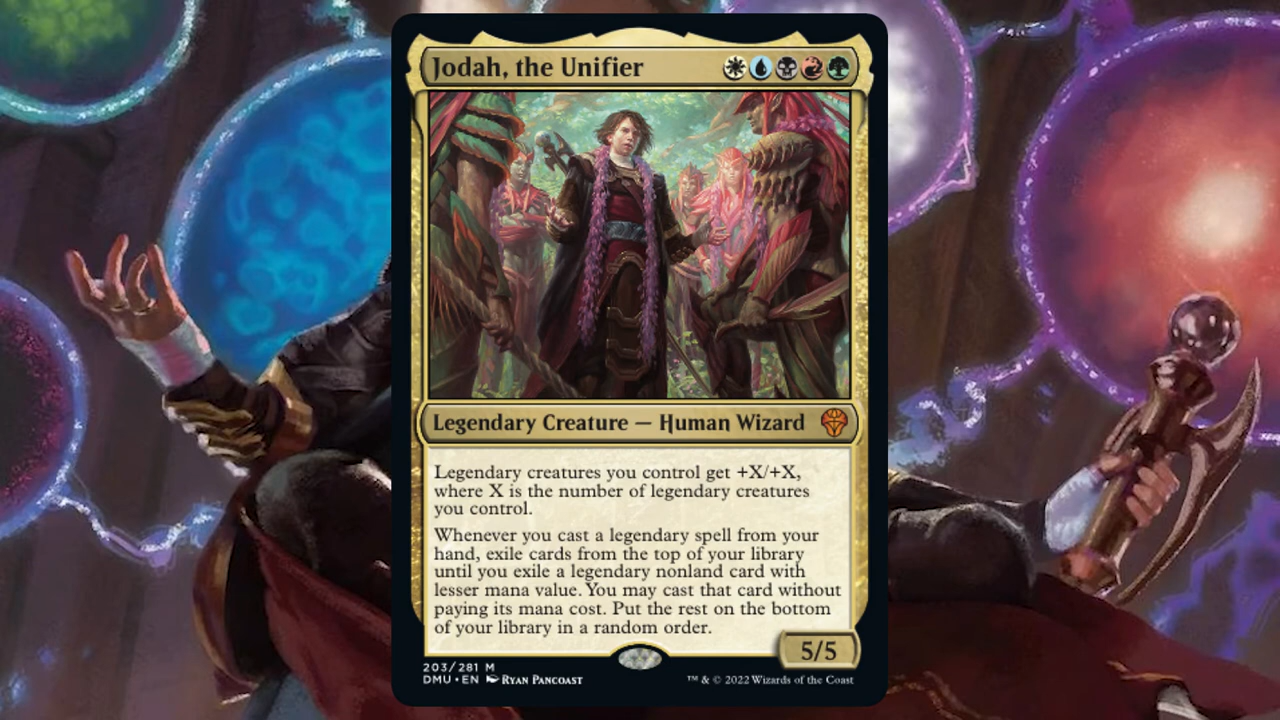 Jodah, the Unifier
Legendary Creature — Human Wizard
Legendary creatures you control get +X/+X,
where X is the number of legendary creatures
you control.
Whenever you cast a legendary spell from your
hand, exile cards from the top of your library
until you exile a legendary nonland card with
lesser mana value. You may cast that card without
paying its mana cost. Put the rest on the bottom
of your library in a random order.
5/5
203/281 M
DMU • EN Ryan Pancoast
™ & © 2022 Wizards of the Coast